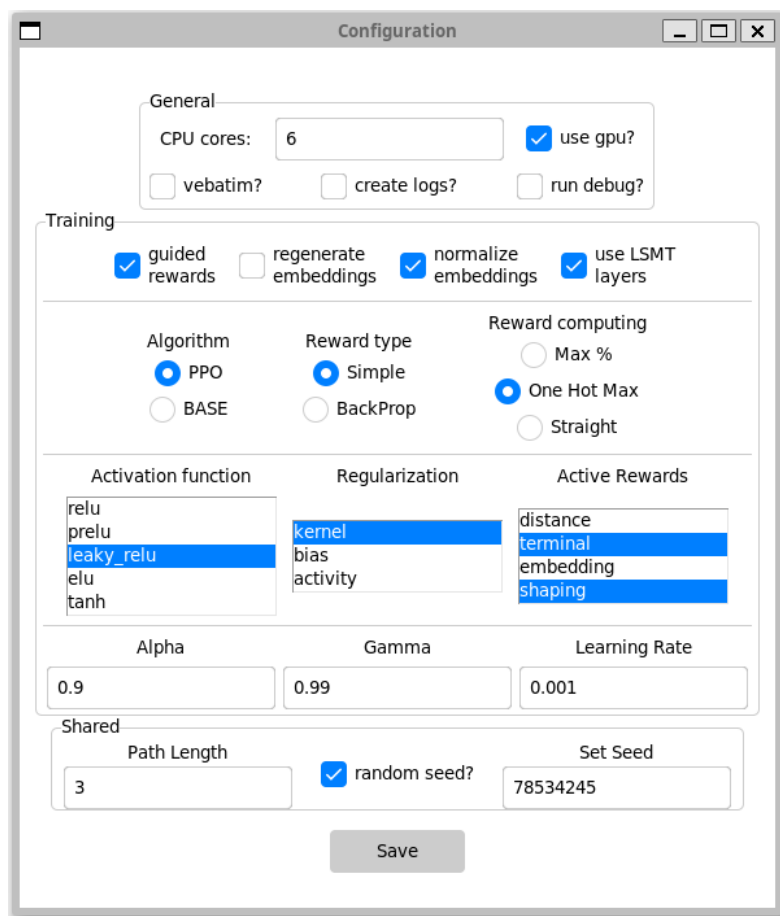 Configuration
General
CPU cores: 6 use gpu?
vebatim? create logs? run debug?
Training
guided regenerate normalize use LSMT
rewards embeddings embeddings layers
Algorithm Reward type Reward computing
PPO Simple Max %
BASE BackProp One Hot Max
Straight
Activation function Regularization Active Rewards
relu
prelu
leaky_relu
elu
tanh
kernel
bias
activity
distance
terminal
embedding
shaping
Alpha Gamma Learning Rate
0.9 0.99 0.001
Shared
Path Length random seed? Set Seed
3 78534245
Save